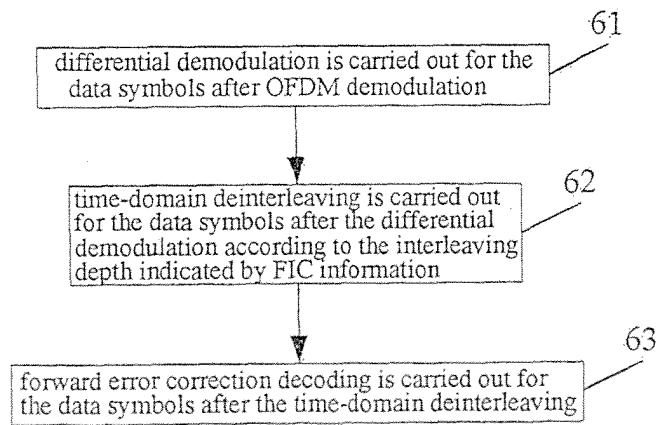 61
differential demodulation is carried out for the
data symbols after OFDM demodulation
62
time-domain deinterleaving is carried out
for the data symbols after the differential
demodulation according to the interleaving
depth indicated by FIC information
63
forward error correction decoding is carried out for
the data symbols after the time-domain deinterleaving